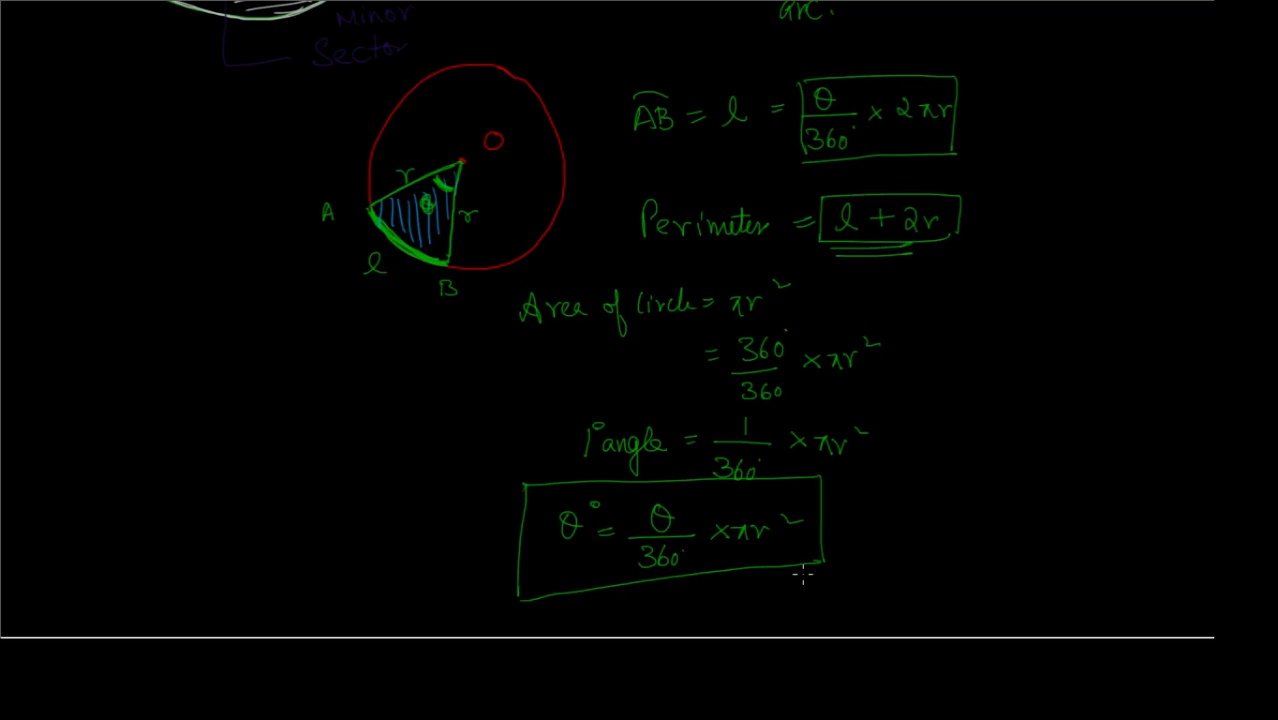 arc.
Minor
Sector
AB = l = θ/360° × 2πr
O
r
θ
r
A
l
B
Perimeter = l + 2r
Area of Circle = πr²
= 360°/360 × πr²
1° angle = 1/360° × πr²
θ° = θ/360° × πr²